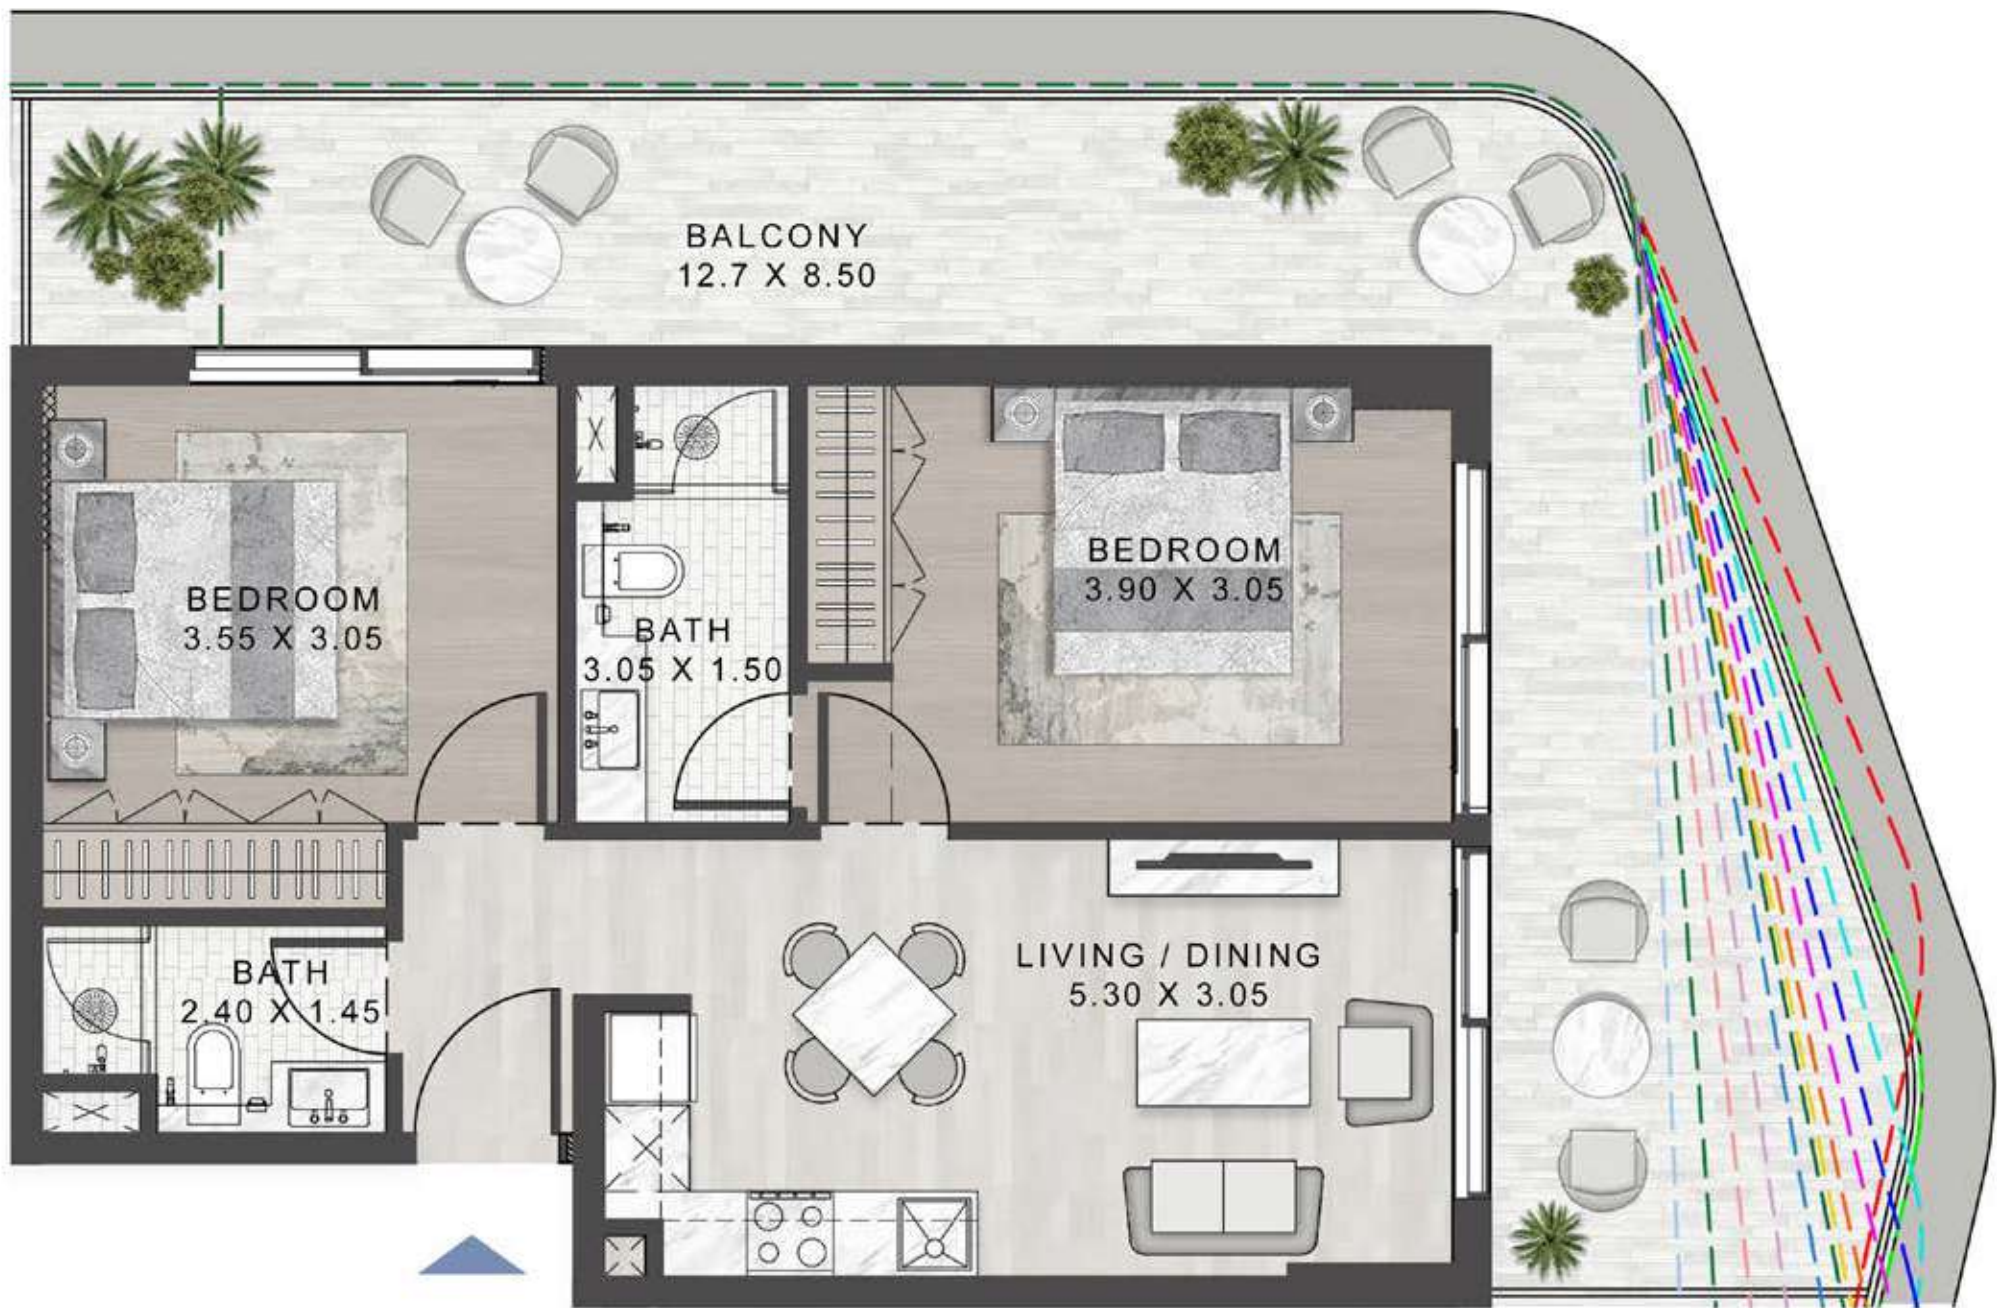 BALCONY
12.7 X 8.50
BEDROOM
3.55 X 3.05
BATH
3.05 X 1.50
BEDROOM
3.90 X 3.05
BATH
2.40 X 1.45
LIVING / DINING
5.30 X 3.05